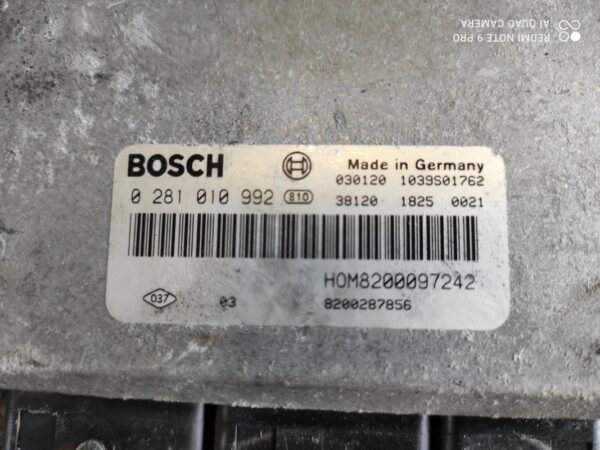 REDMI NOTE 9 PRO
AI QUAD CAMERA
BOSCH Made in Germany
030120 1039S01762
0 281 010 992 810 38120 1825 0021
HOM8200097242
037 03 8200287856